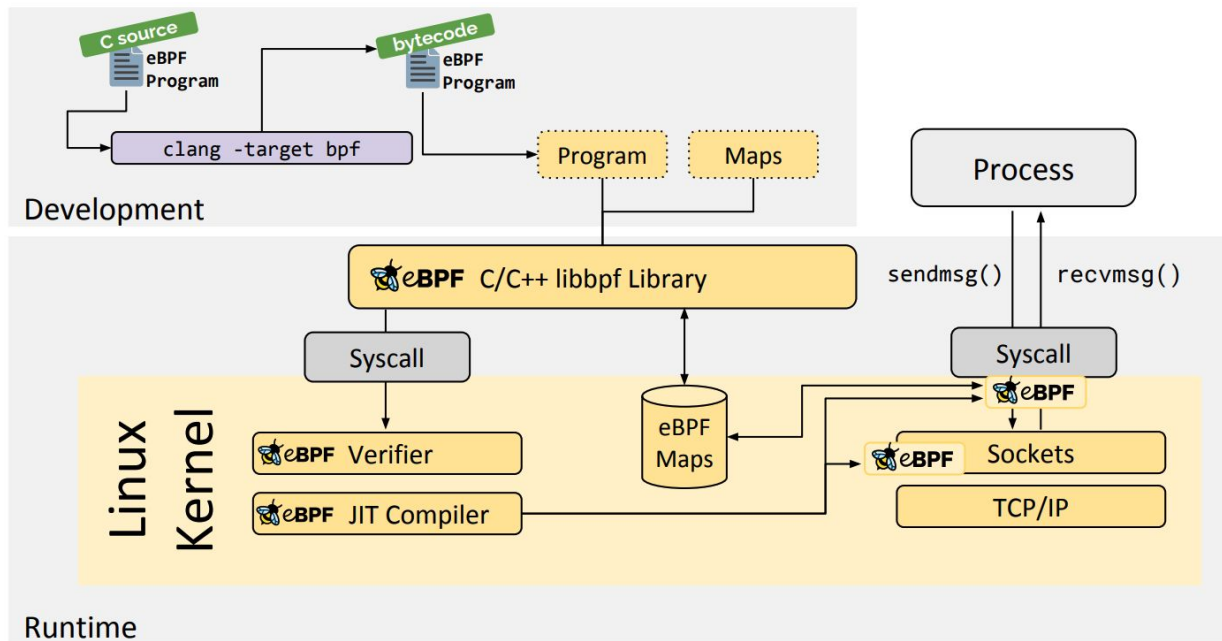 C source
eBPF
Program
bytecode
eBPF
Program
clang -target bpf
Program
Maps
Development
Process
eBPF C/C++ libbpf Library
sendmsg()
recvmsg()
Syscall
Syscall
eBPF
Linux
Kernel
eBPF Verifier
eBPF
Maps
eBPF
Sockets
eBPF JIT Compiler
TCP/IP
Runtime